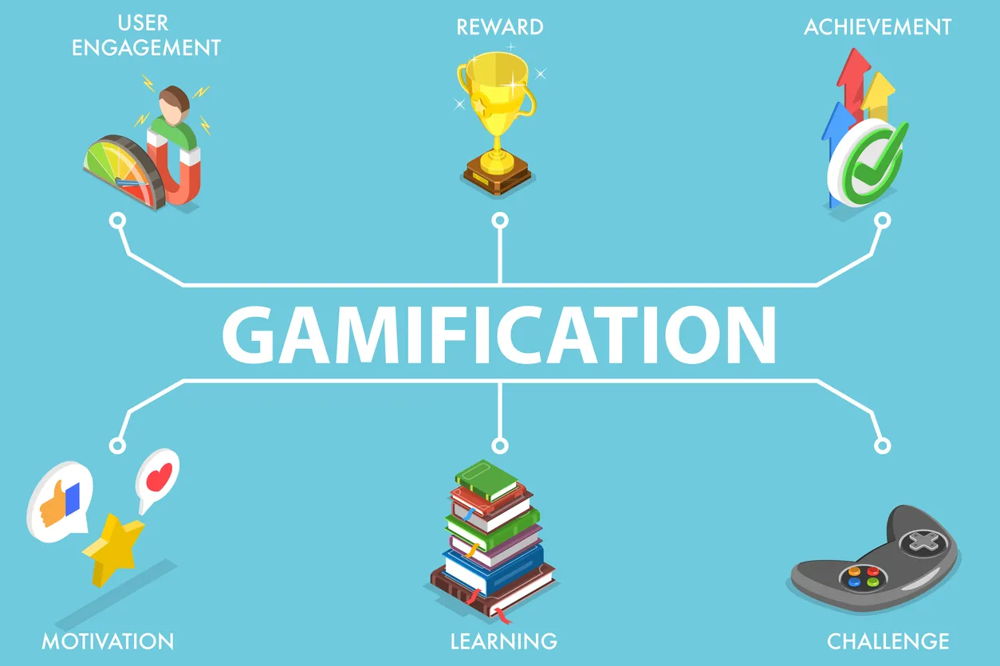 USER
ENGAGEMENT
REWARD
ACHIEVEMENT
GAMIFICATION
MOTIVATION
LEARNING
CHALLENGE